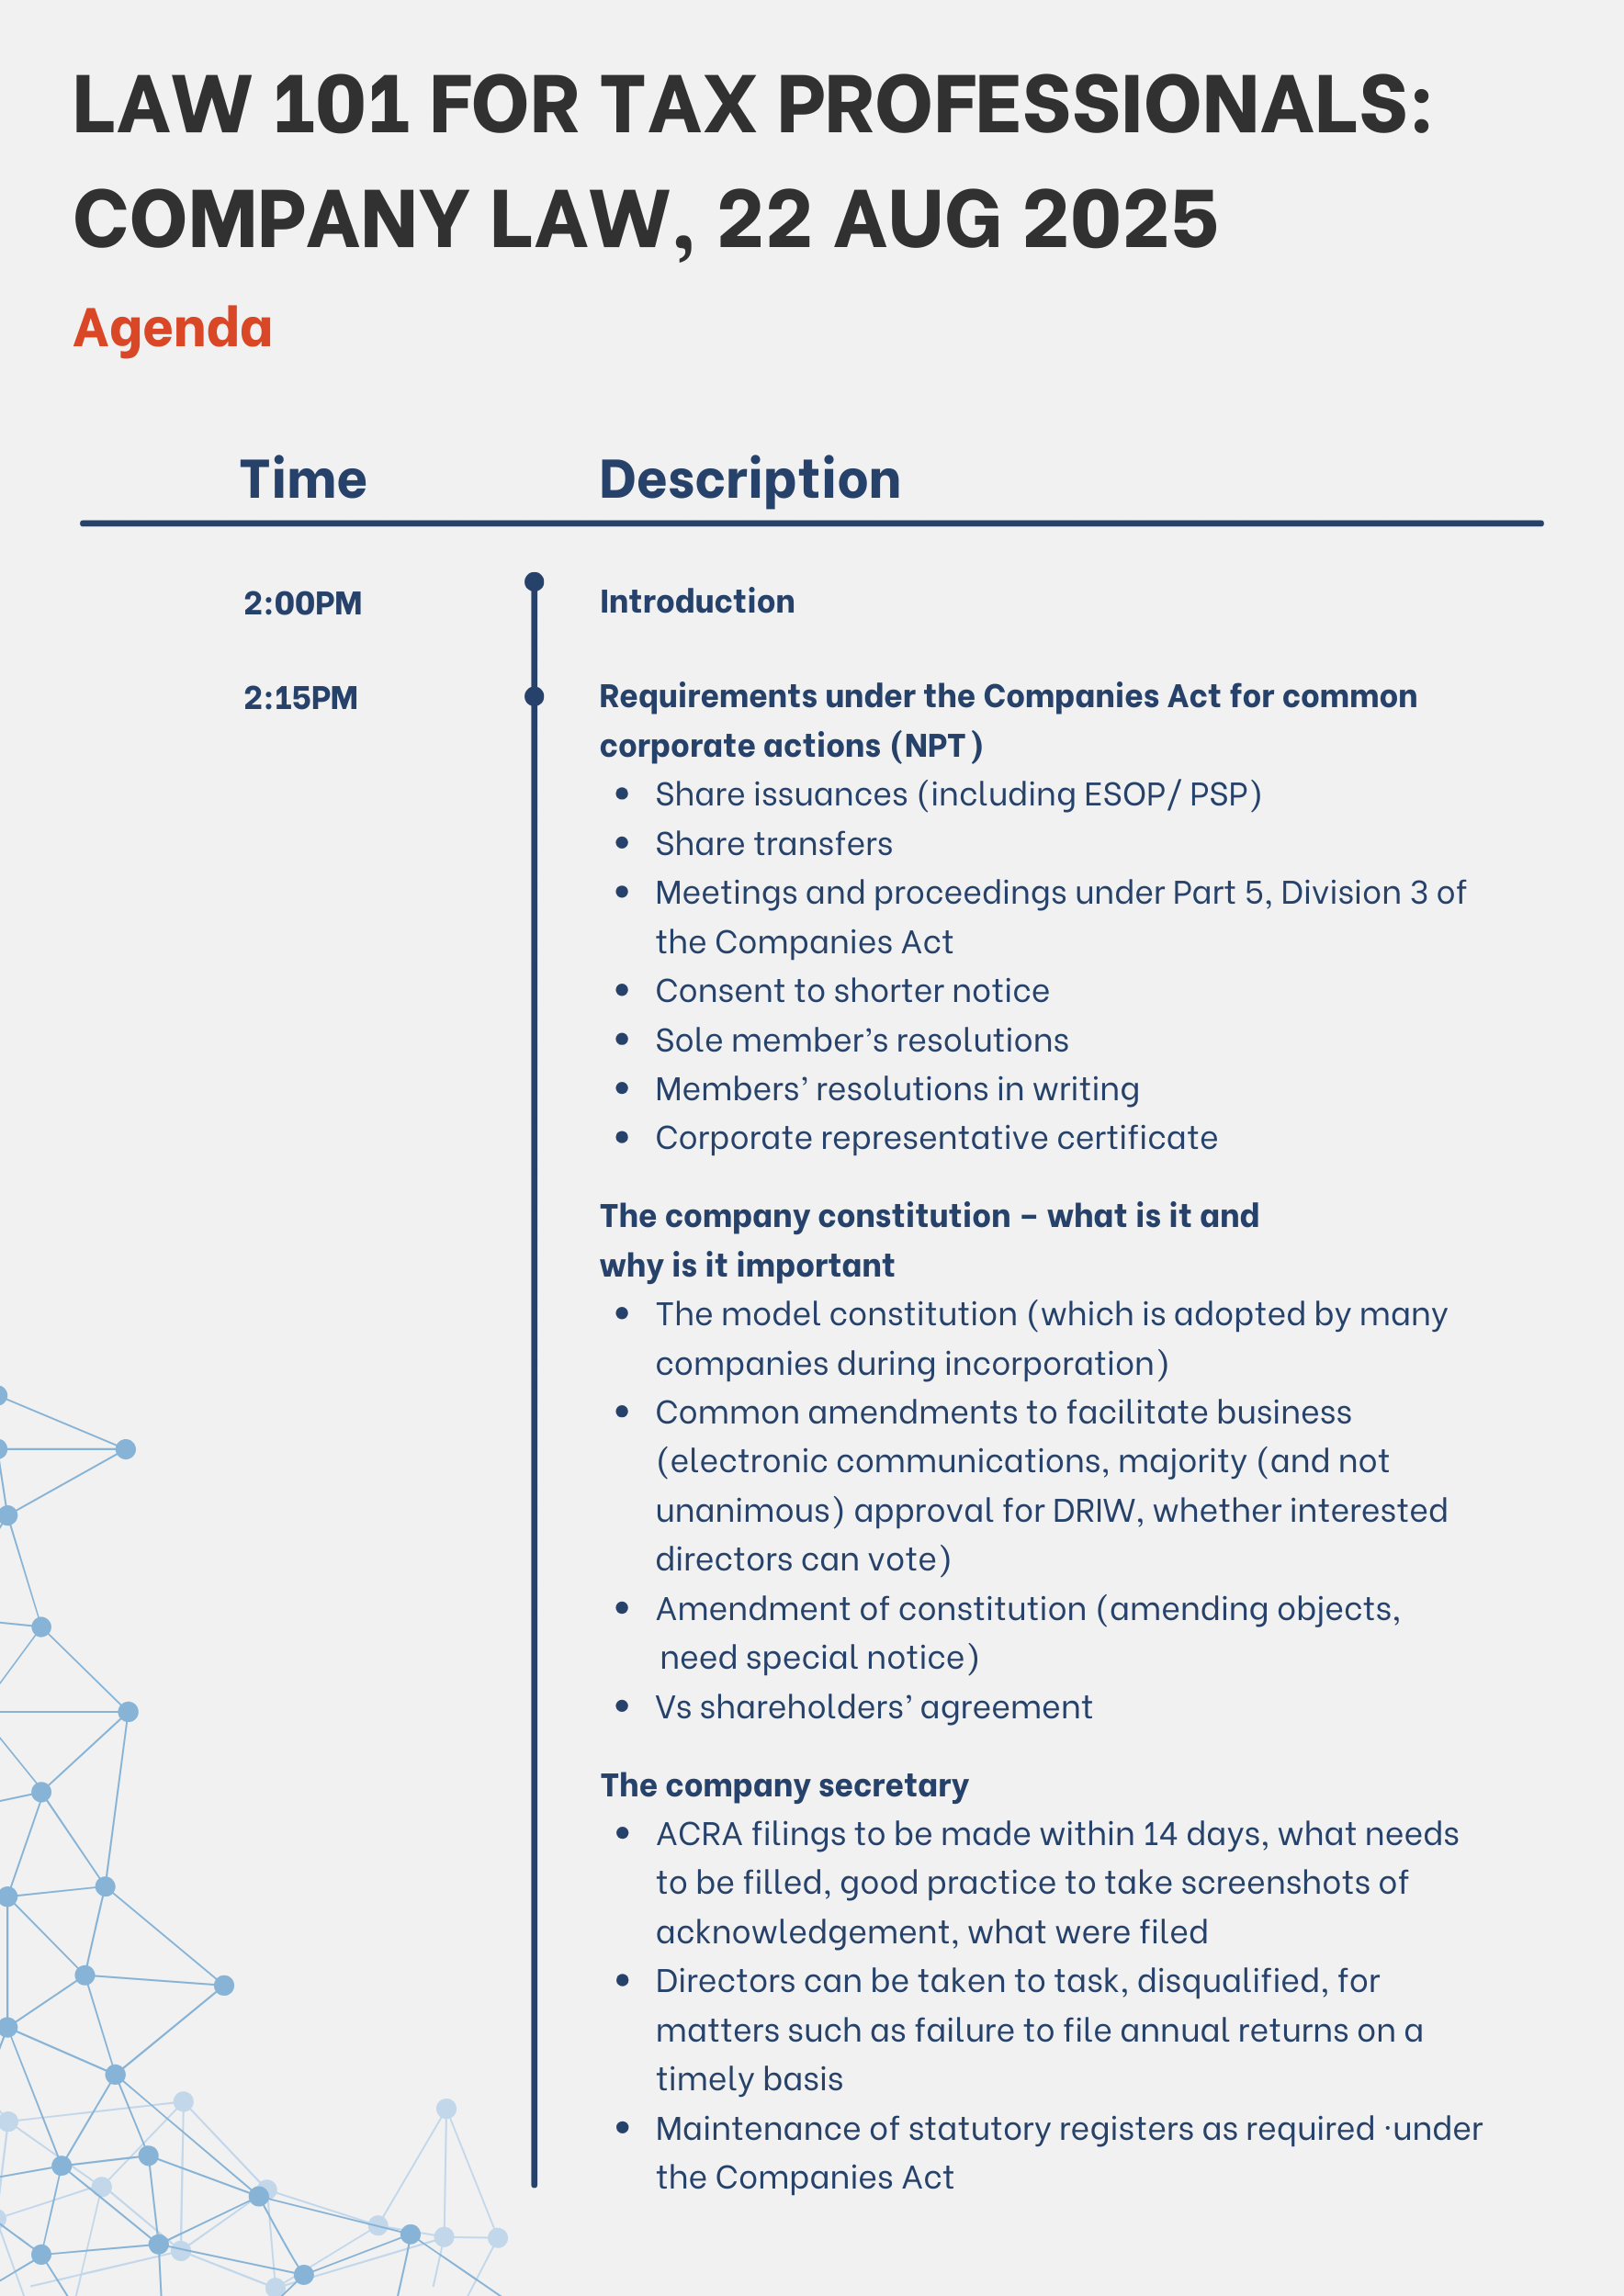 LAW 101 FOR TAX PROFESSIONALS:
COMPANY LAW, 22 AUG 2025
Agenda
Time Description
2:00PM Introduction
2:15PM Requirements under the Companies Act for common
corporate actions (NPT)
• Share issuances (including ESOP/ PSP)
• Share transfers
• Meetings and proceedings under Part 5, Division 3 of
the Companies Act
• Consent to shorter notice
• Sole member’s resolutions
• Members’ resolutions in writing
• Corporate representative certificate
The company constitution – what is it and
why is it important
• The model constitution (which is adopted by many
companies during incorporation)
• Common amendments to facilitate business
(electronic communications, majority (and not
unanimous) approval for DRIW, whether interested
directors can vote)
• Amendment of constitution (amending objects,
need special notice)
• Vs shareholders’ agreement
The company secretary
• ACRA filings to be made within 14 days, what needs
to be filled, good practice to take screenshots of
acknowledgement, what were filed
• Directors can be taken to task, disqualified, for
matters such as failure to file annual returns on a
timely basis
• Maintenance of statutory registers as required ·under
the Companies Act